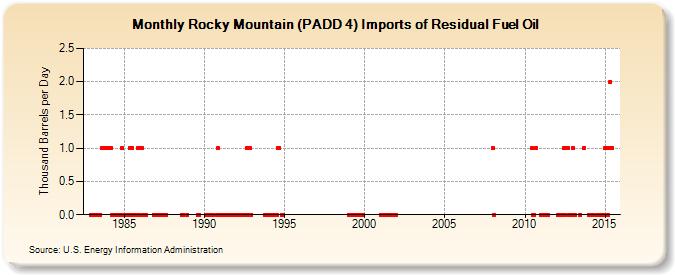 Monthly Rocky Mountain (PADD 4) Imports of Residual Fuel Oil
Thousand Barrels per Day
2.5
2.0
1.5
1.0
0.5
0.0
1985 1990 1995 2000 2005 2010 2015
Source: U.S. Energy Information Administration